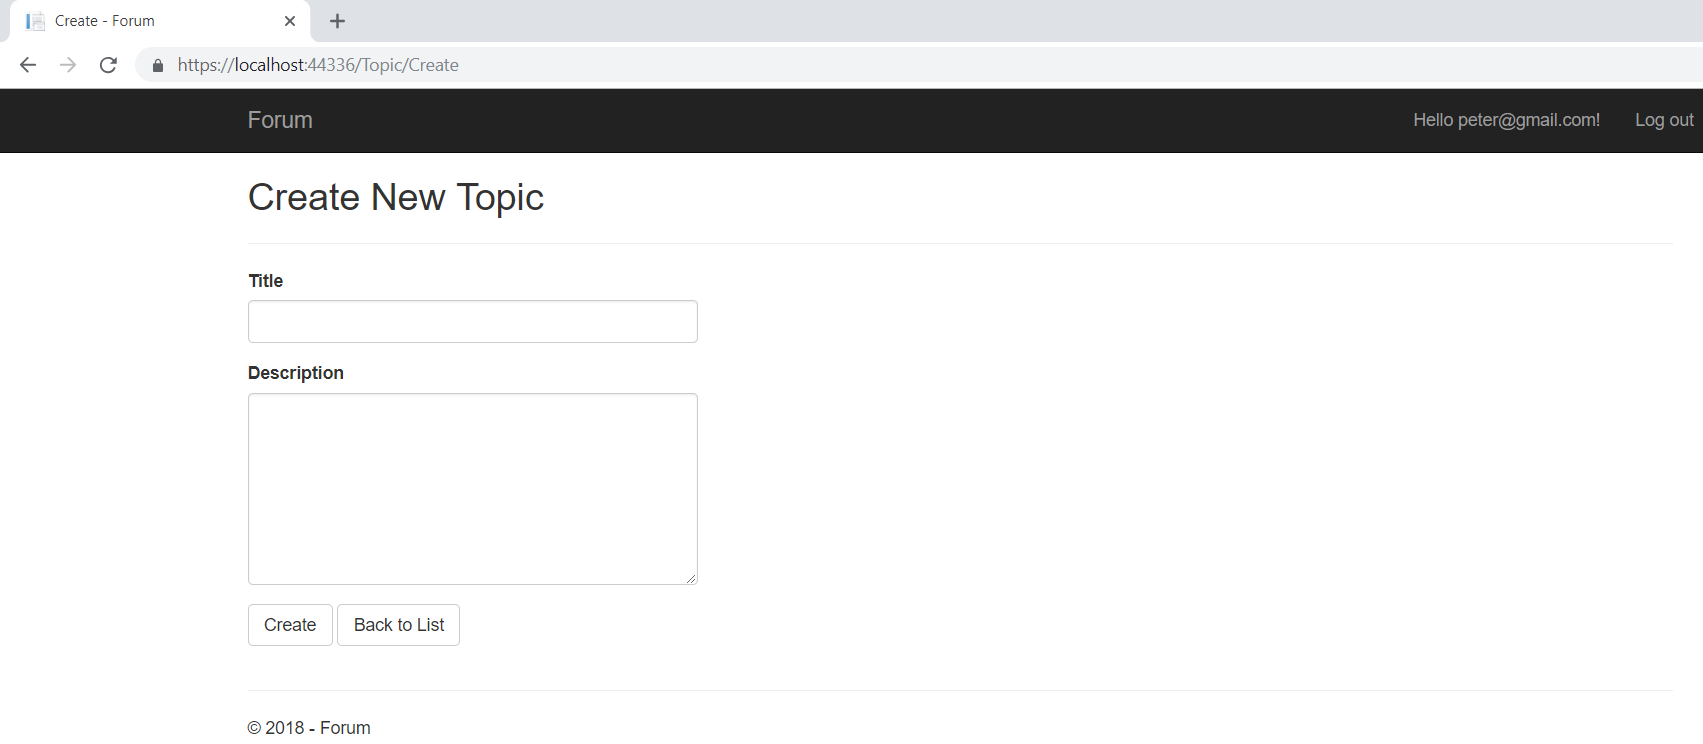 Create - Forum
https://localhost:44336/Topic/Create
Forum Hello peter@gmail.com! Log out
Create New Topic
Title
Description
Create Back to List
© 2018 - Forum